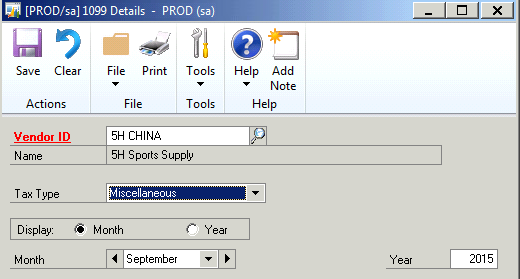 [PROD/sa] 1099 Details - PROD (sa)
Save Clear File Print Tools Help Add Note
Actions File Tools Help
Vendor ID 5H CHINA
Name 5H Sports Supply
Tax Type Miscellaneous
Display: Month Year
Month September Year 2015